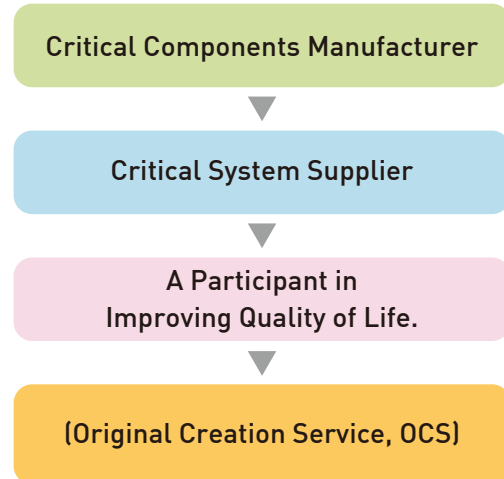 Critical Components Manufacturer
Critical System Supplier
A Participant in
Improving Quality of Life.
(Original Creation Service, OCS)